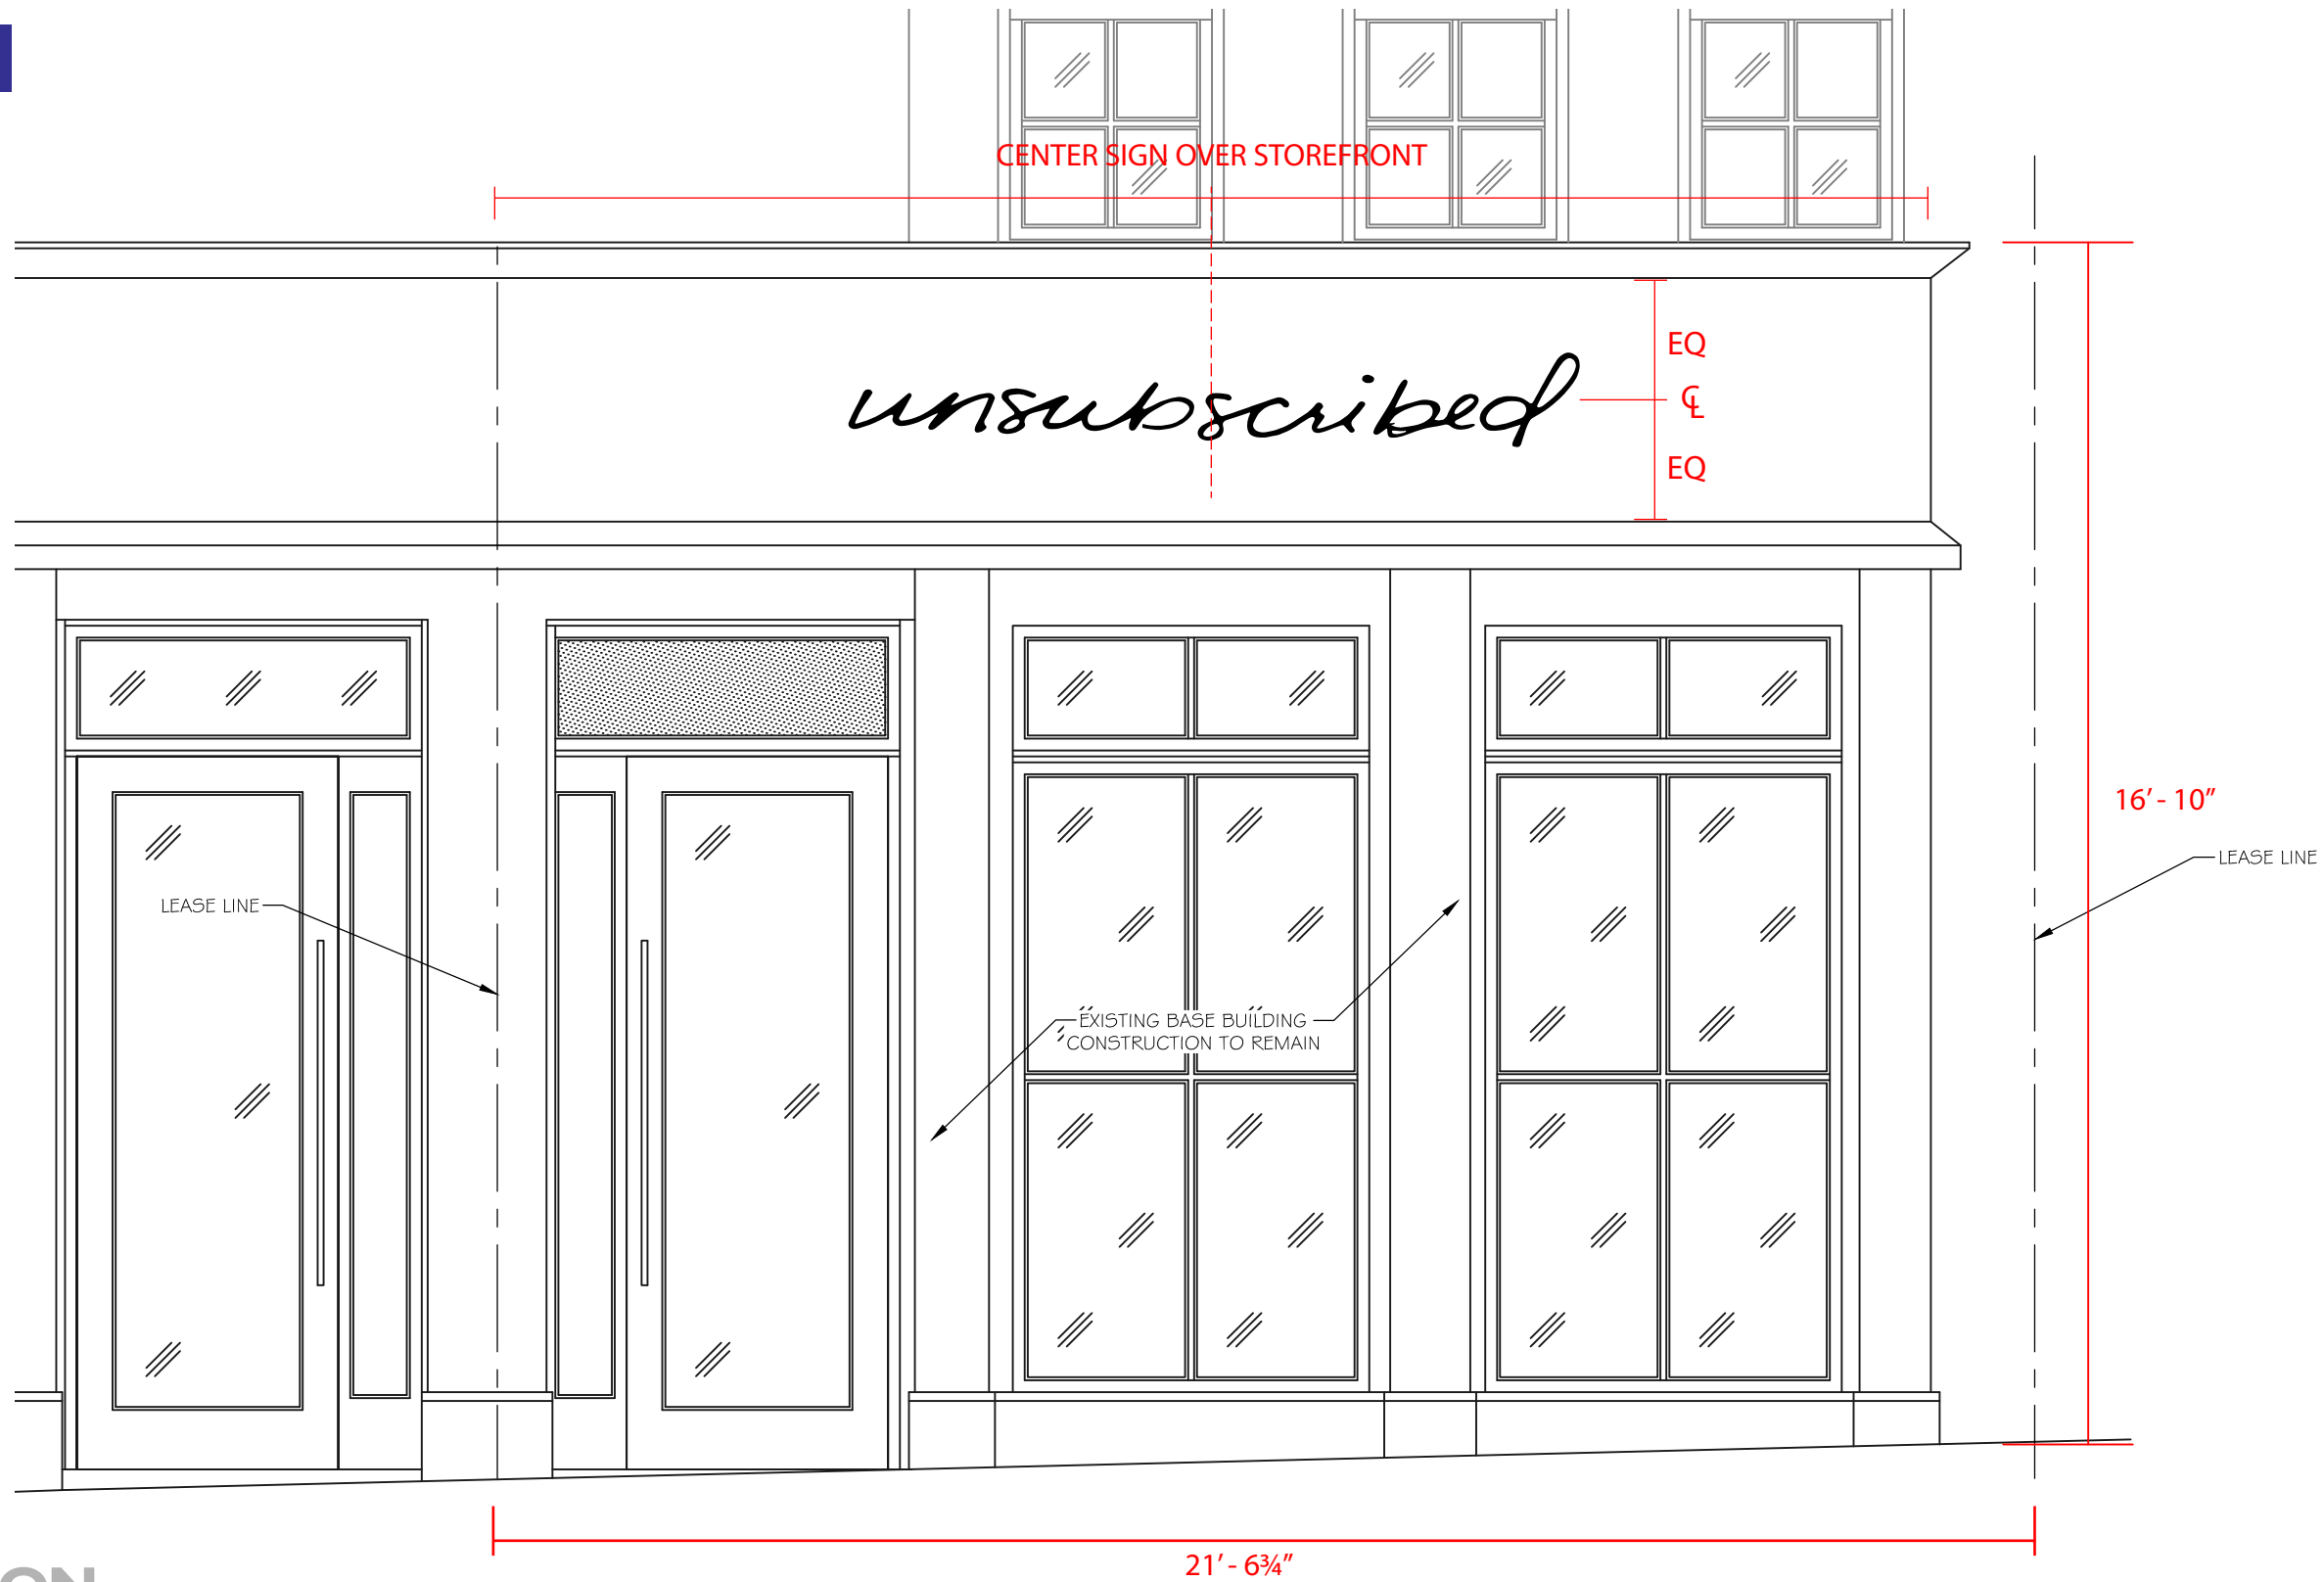 CENTER SIGN OVER STOREFRONT
unsubscribed
EQ
℄
EQ
16’ - 10”
LEASE LINE
LEASE LINE
EXISTING BASE BUILDING
CONSTRUCTION TO REMAIN
21’ - 6¾”